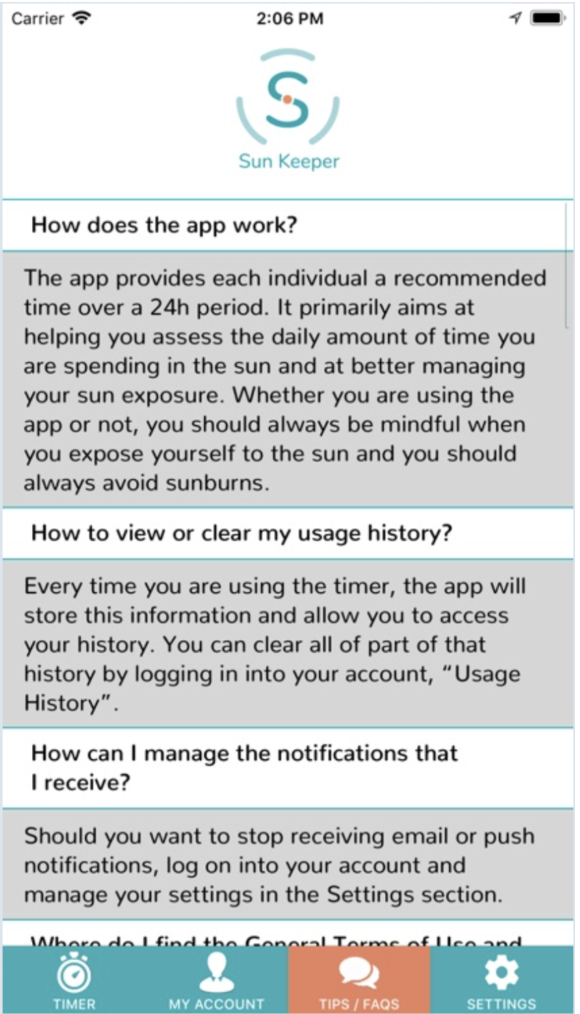 Carrier 2:06 PM
S
Sun Keeper
How does the app work?
The app provides each individual a recommended
time over a 24h period. It primarily aims at
helping you assess the daily amount of time you
are spending in the sun and at better managing
your sun exposure. Whether you are using the
app or not, you should always be mindful when
you expose yourself to the sun and you should
always avoid sunburns.
How to view or clear my usage history?
Every time you are using the timer, the app will
store this information and allow you to access
your history. You can clear all of part of that
history by logging in into your account, “Usage
History”.
How can I manage the notifications that
I receive?
Should you want to stop receiving email or push
notifications, log on into your account and
manage your settings in the Settings section.
Where do I find the General Terms of Use and
TIMER MY ACCOUNT TIPS / FAQS SETTINGS